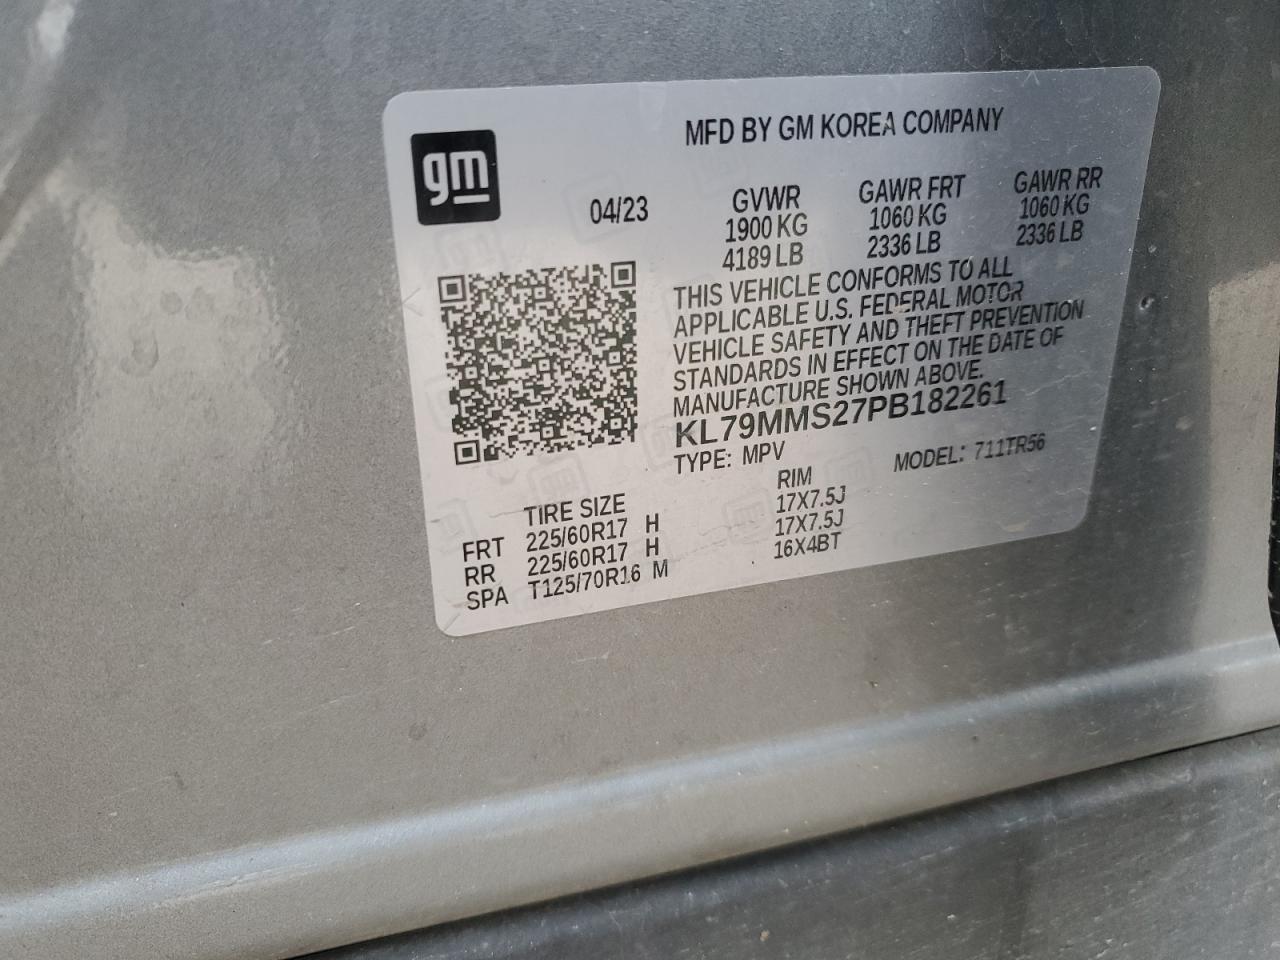 gm
MFD BY GM KOREA COMPANY
04/23
GVWR GAWR FRT GAWR RR
1900 KG 1060 KG 1060 KG
4189 LB 2336 LB 2336 LB
THIS VEHICLE CONFORMS TO ALL
APPLICABLE U.S. FEDERAL MOTOR
VEHICLE SAFETY AND THEFT PREVENTION
STANDARDS IN EFFECT ON THE DATE OF
MANUFACTURE SHOWN ABOVE.
KL79MMS27PB182261
TYPE: MPV MODEL: 711TR56
TIRE SIZE RIM
FRT 225/60R17 H 17X7.5J
RR 225/60R17 H 17X7.5J
SPA T125/70R16 M 16X4BT